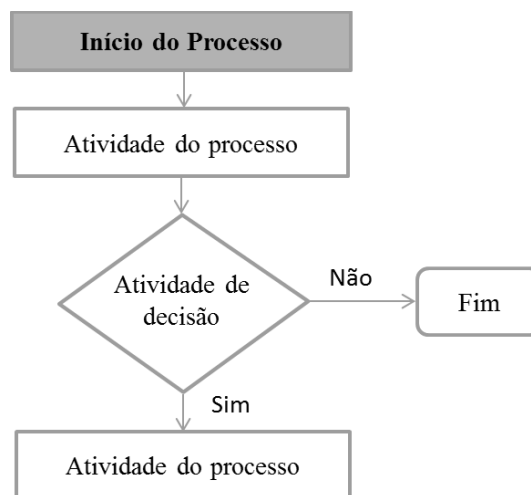 Início do Processo
Atividade do processo
Atividade de
decisão
Não
Fim
Sim
Atividade do processo